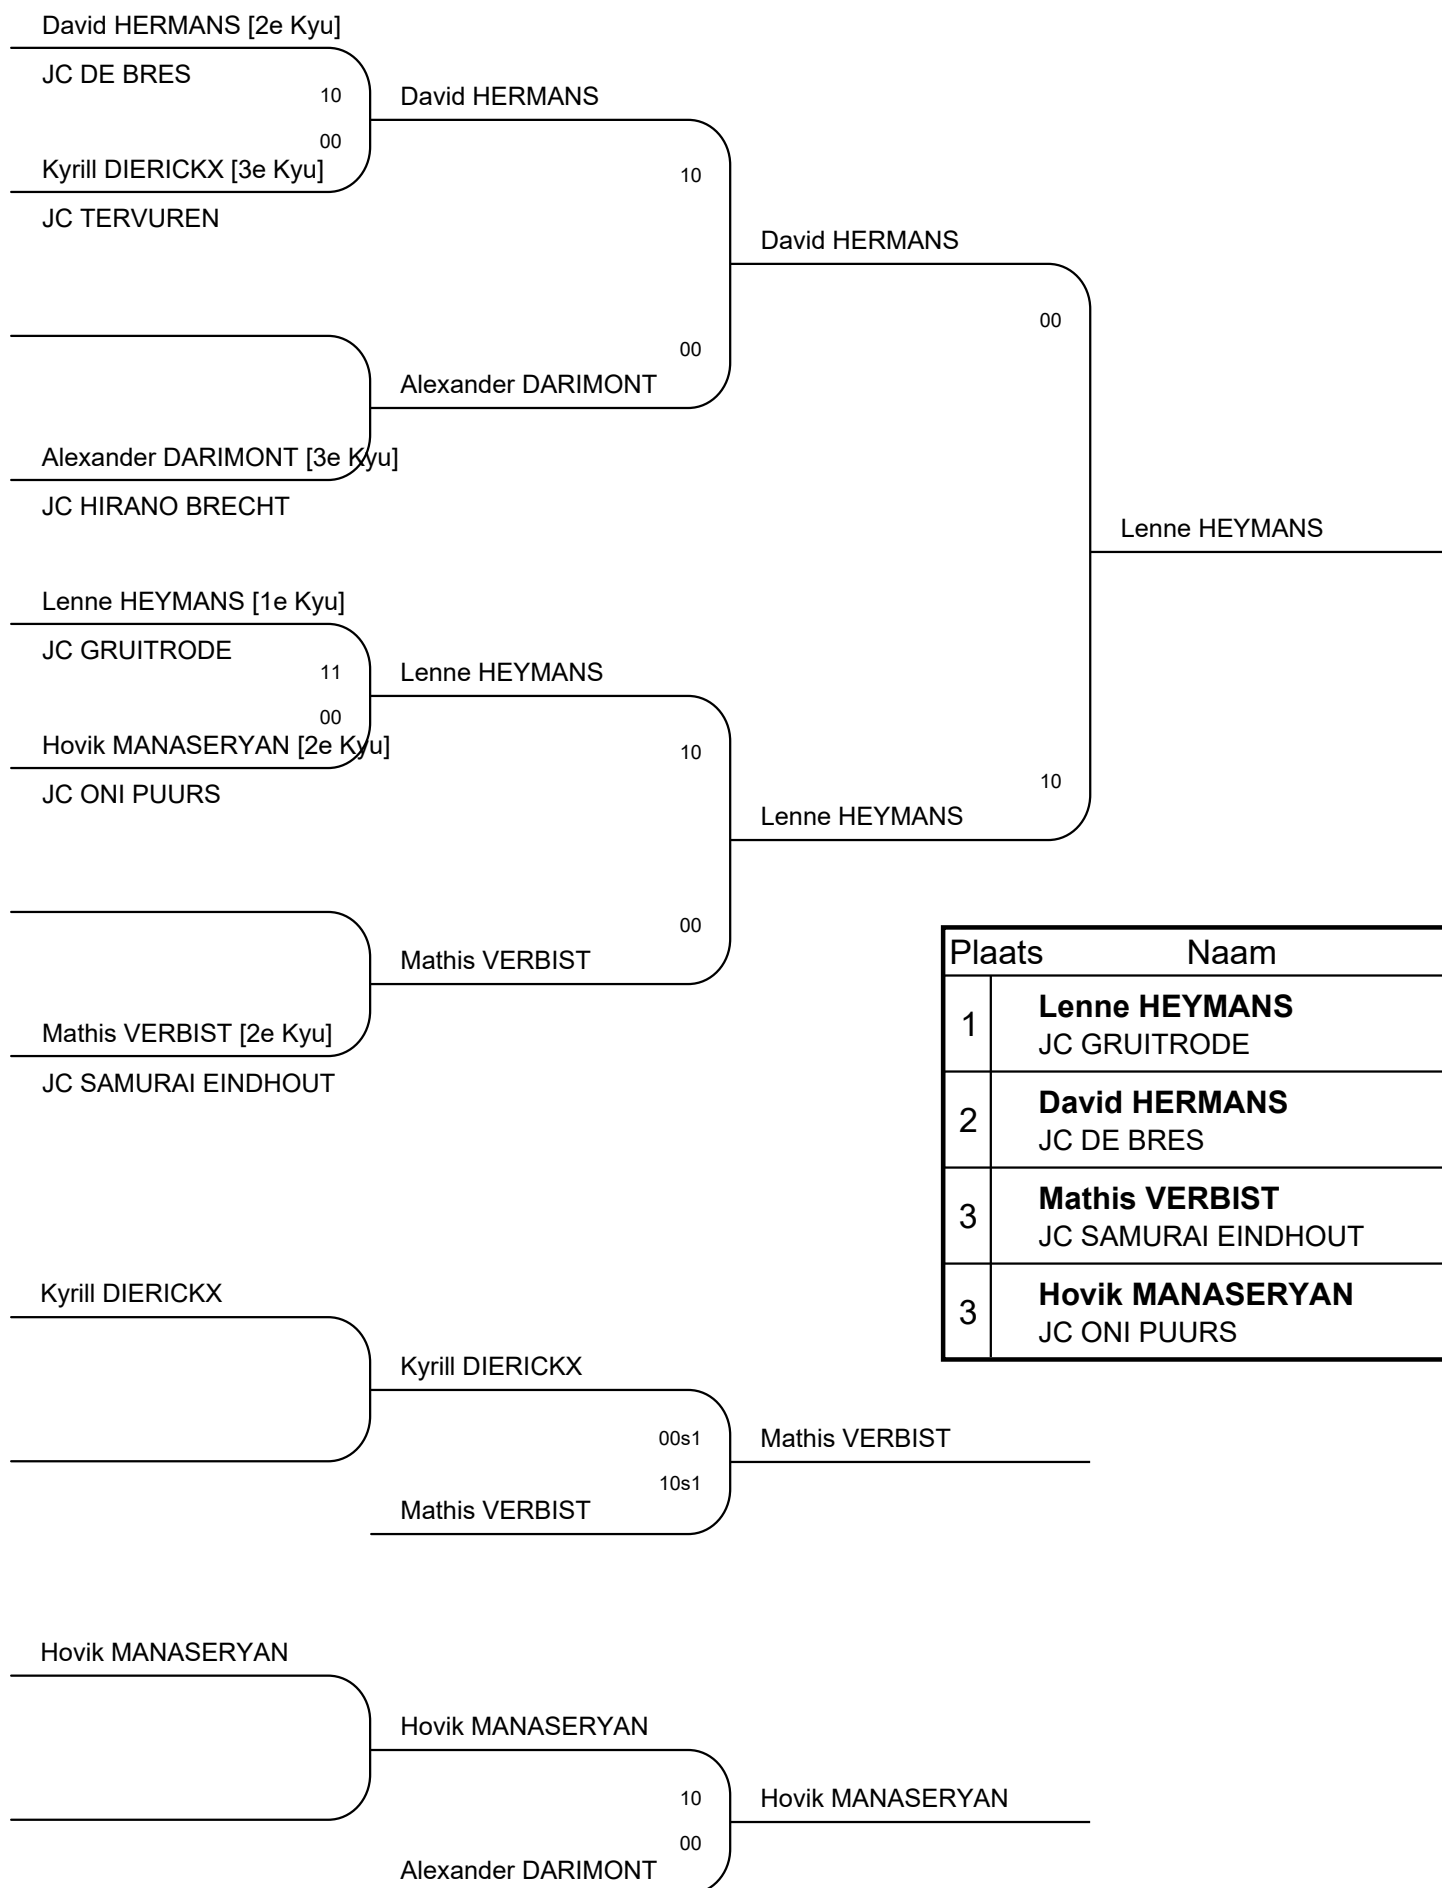 David HERMANS [2e Kyu]
JC DE BRES
10
David HERMANS
00
Kyrill DIERICKX [3e Kyu]
10
JC TERVUREN
David HERMANS
00
00
Alexander DARIMONT
Alexander DARIMONT [3e Kyu]
JC HIRANO BRECHT
Lenne HEYMANS
Lenne HEYMANS [1e Kyu]
JC GRUITRODE
11
Lenne HEYMANS
00
Hovik MANASERYAN [2e Kyu]
10
JC ONI PUURS
10
Lenne HEYMANS
00
Mathis VERBIST
Mathis VERBIST [2e Kyu]
JC SAMURAI EINDHOUT
Plaats Naam
1 Lenne HEYMANS
JC GRUITRODE
2 David HERMANS
JC DE BRES
3 Mathis VERBIST
JC SAMURAI EINDHOUT
3 Hovik MANASERYAN
JC ONI PUURS
Kyrill DIERICKX
Kyrill DIERICKX
00s1
Mathis VERBIST
10s1
Mathis VERBIST
Hovik MANASERYAN
Hovik MANASERYAN
10
Hovik MANASERYAN
00
Alexander DARIMONT